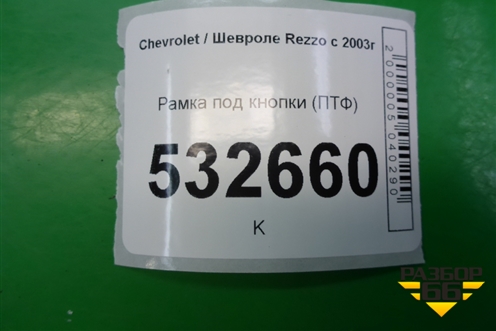 Chevrolet / Шевроле Rezzo с 2003г
Рамка под кнопки (ПТФ)
532660
К
2000005040290
РАЗБОР
66